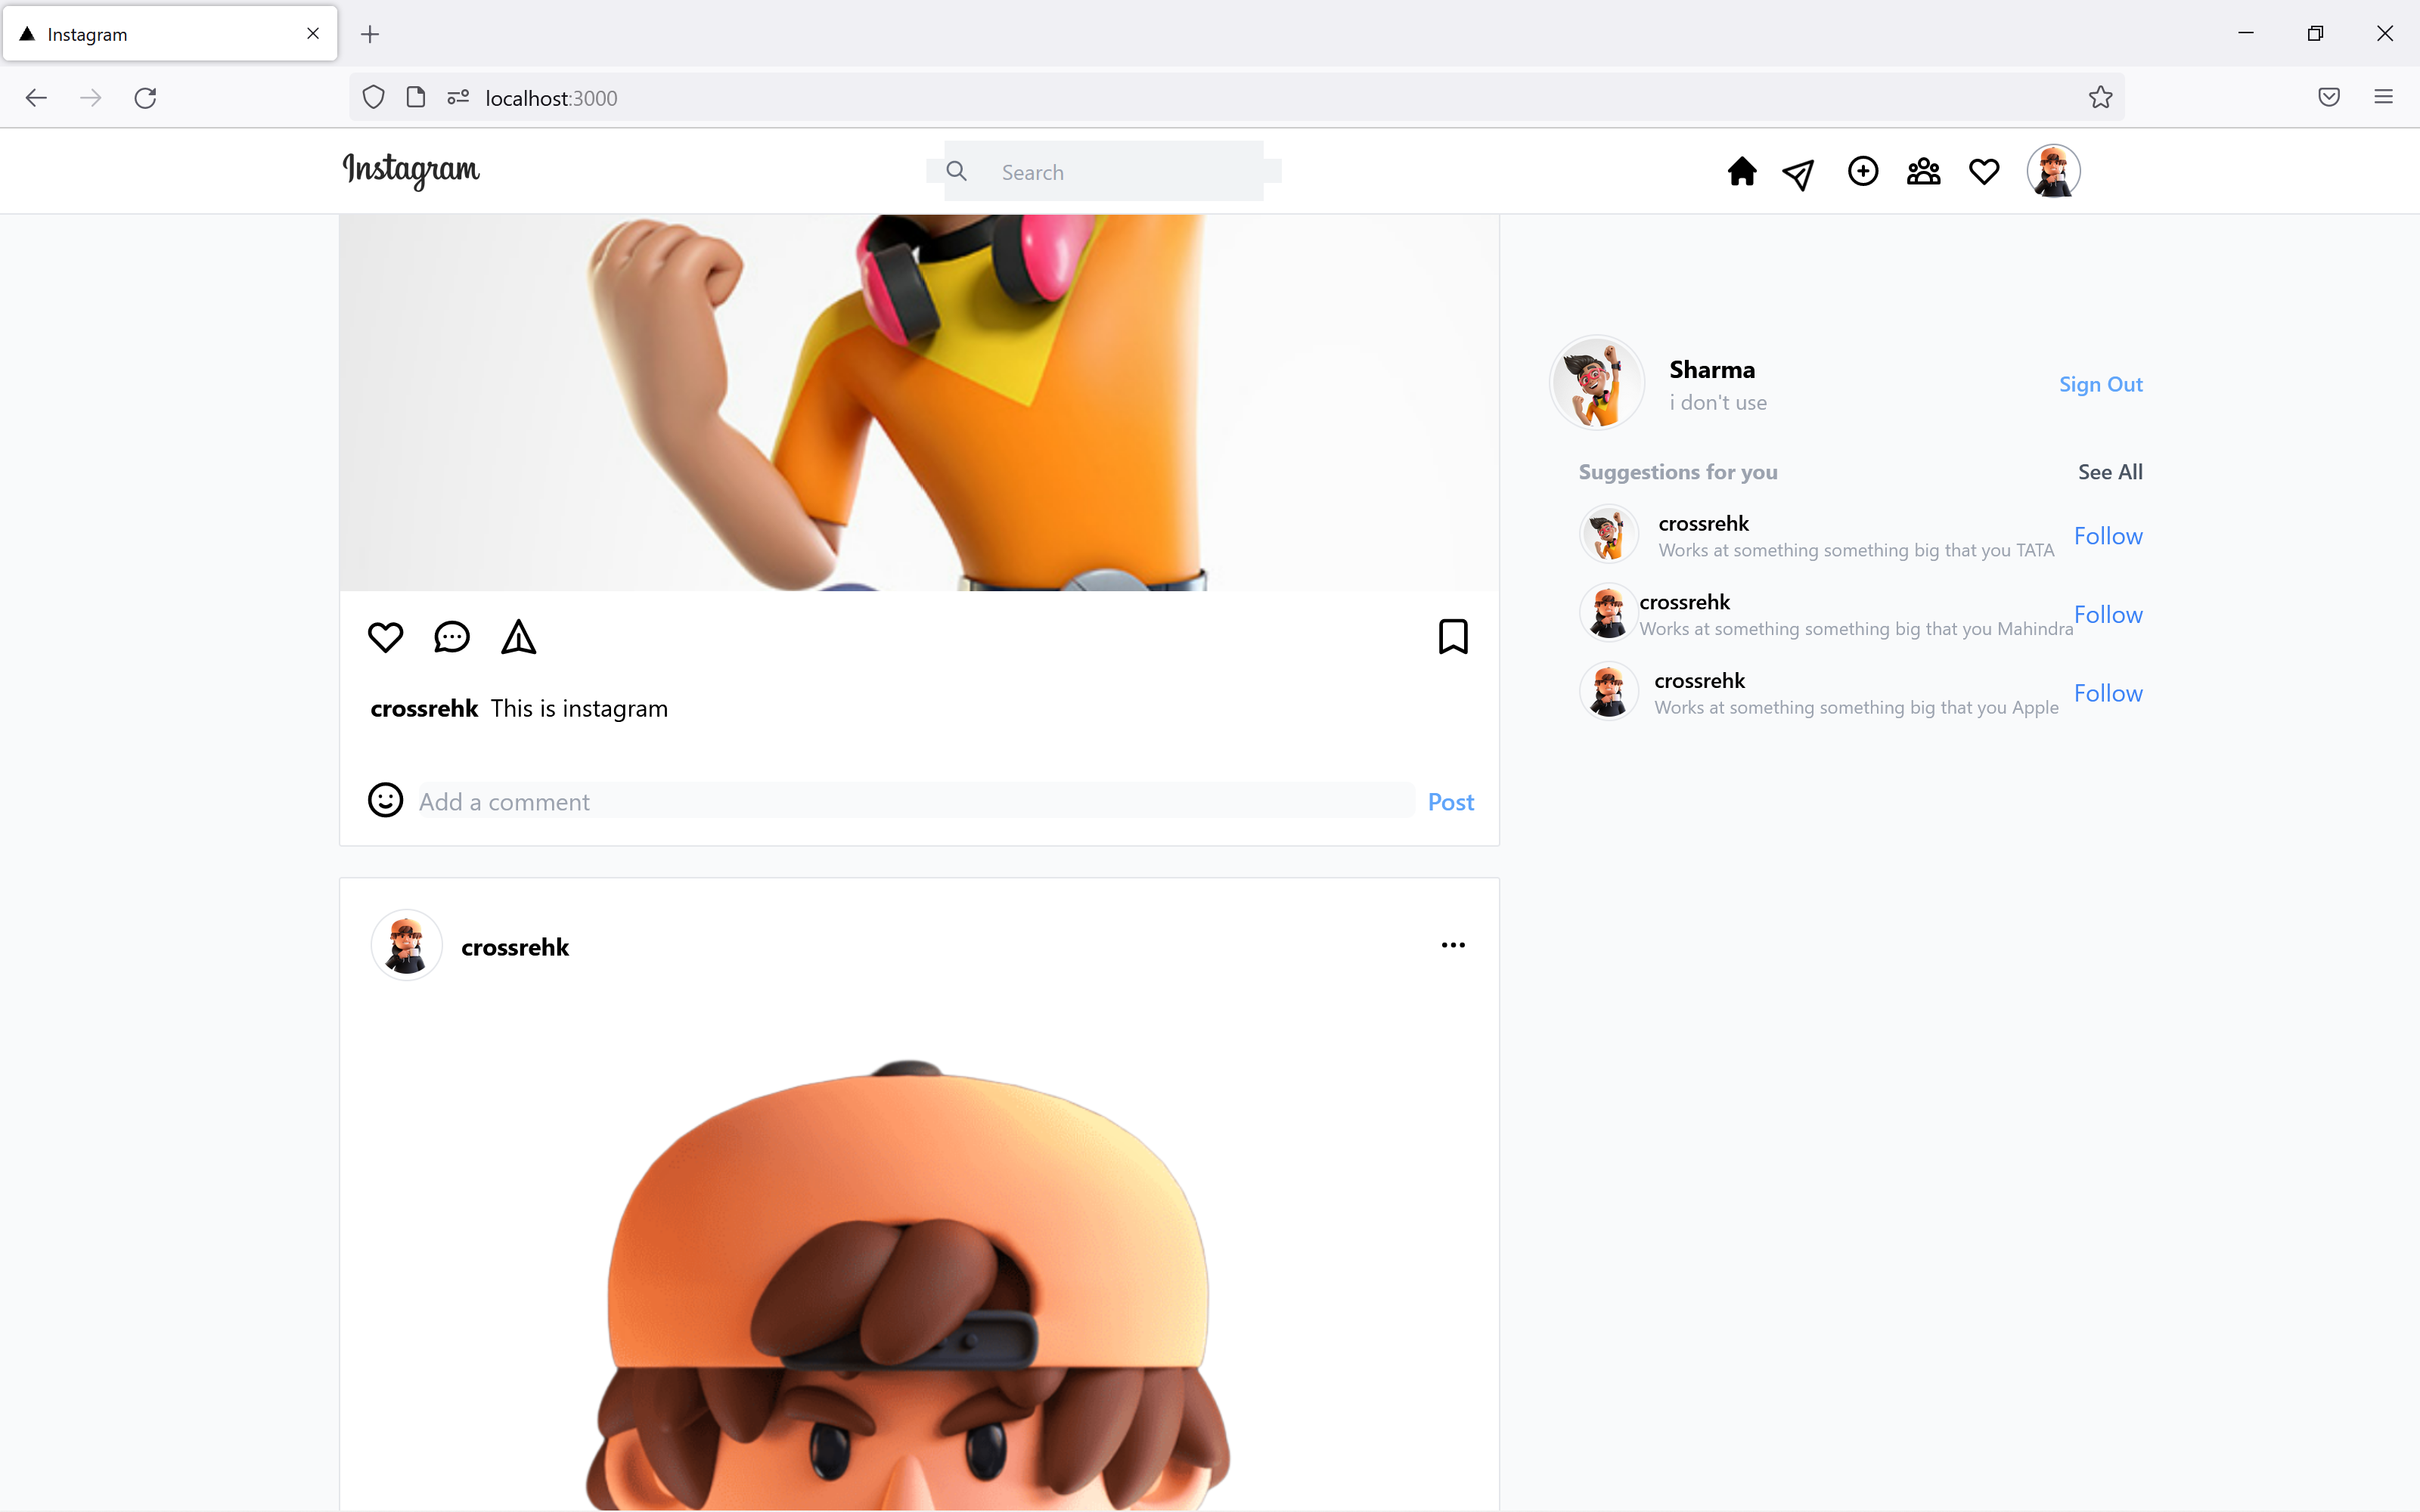 Instagram
localhost:3000
Instagram
Search
Sharma
i don't use
Sign Out
Suggestions for you
See All
crossrehk
Works at something something big that you TATA
Follow
crossrehk
Works at something something big that you Mahindra
Follow
crossrehk
Works at something something big that you Apple
Follow
crossrehk This is instagram
Add a comment
Post
crossrehk